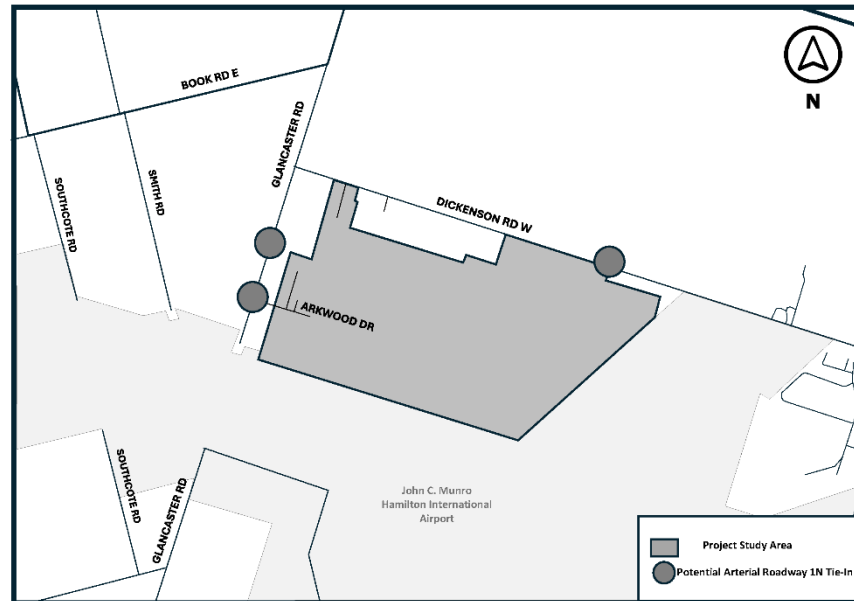 N
BOOK RD E
GLANCASTER RD
SOUTHCOTE RD
SMITH RD
DICKENSON RD W
ARKWOOD DR
SOUTHCOTE RD
GLANCASTER RD
John C. Munro
Hamilton International
Airport
Project Study Area
Potential Arterial Roadway 1N Tie-In